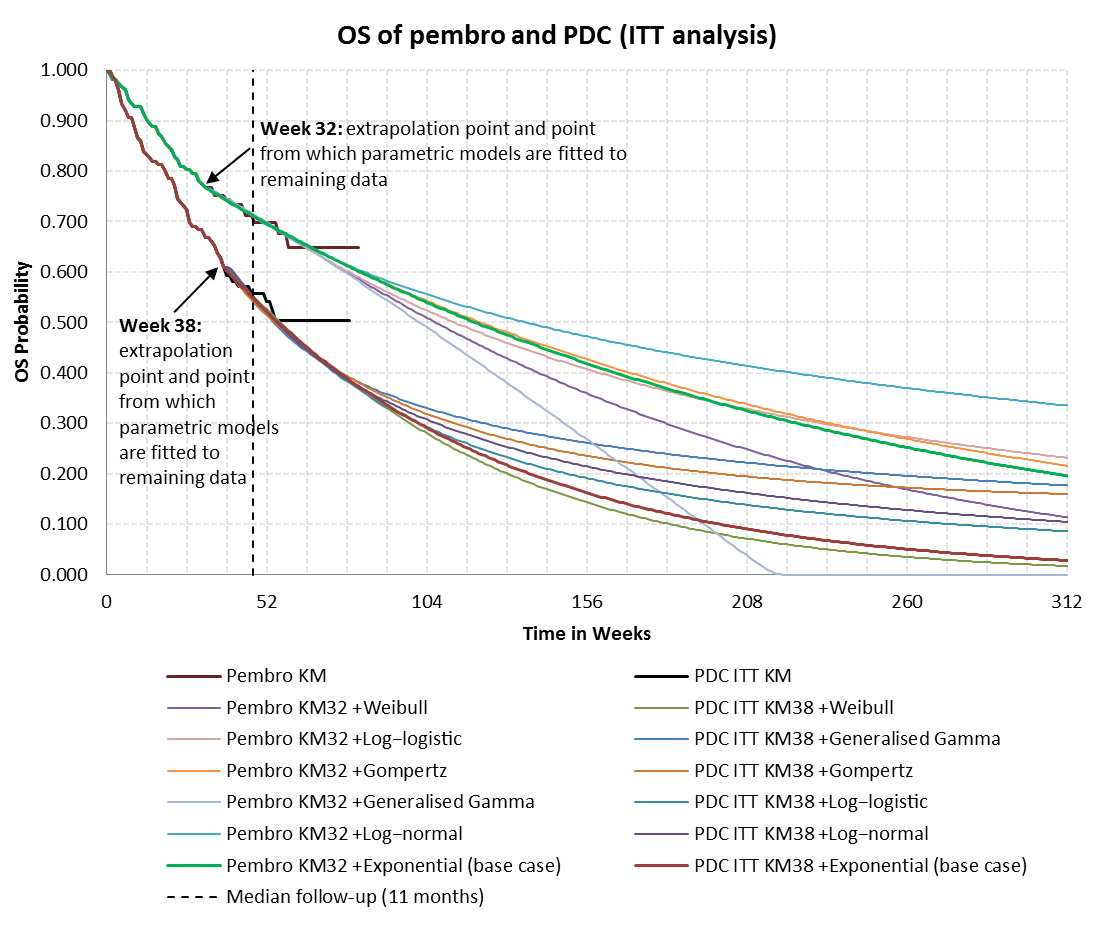 OS of pembro and PDC (ITT analysis)
1.000
0.900
0.800
0.700
0.600
0.500
0.400
0.300
0.200
0.100
0.000
OS Probability
Week 32: extrapolation point and point
from which parametric models are fitted to
remaining data
Week 38:
extrapolation
point and point
from which
parametric models
are fitted to
remaining data
0 52 104 156 208 260 312
Time in Weeks
Pembro KM
PDC ITT KM
Pembro KM32 +Weibull
PDC ITT KM38 +Weibull
Pembro KM32 +Log–logistic
PDC ITT KM38 +Generalised Gamma
Pembro KM32 +Gompertz
PDC ITT KM38 +Gompertz
Pembro KM32 +Generalised Gamma
PDC ITT KM38 +Log–logistic
Pembro KM32 +Log–normal
PDC ITT KM38 +Log–normal
Pembro KM32 +Exponential (base case)
PDC ITT KM38 +Exponential (base case)
Median follow-up (11 months)